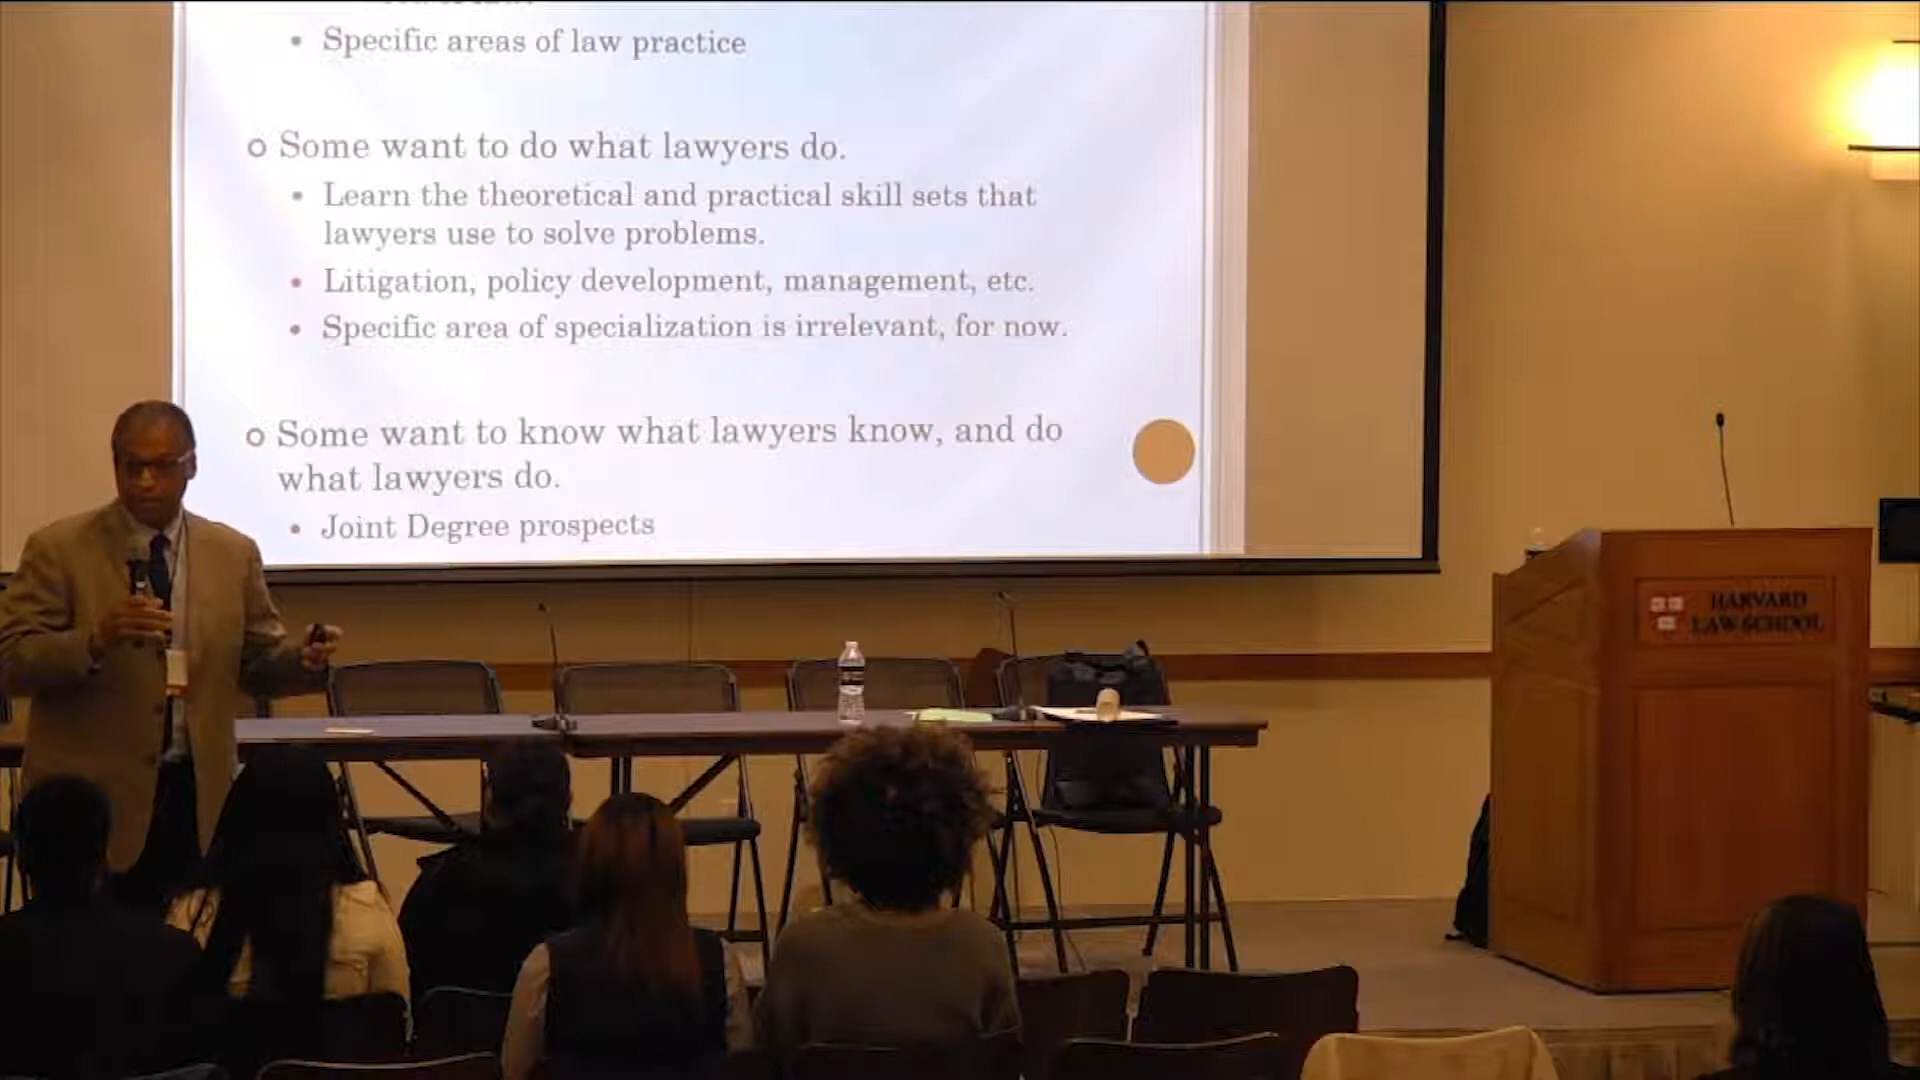 • Specific areas of law practice
Some want to do what lawyers do.
• Learn the theoretical and practical skill sets that
lawyers use to solve problems.
• Litigation, policy development, management, etc.
• Specific area of specialization is irrelevant, for now.
Some want to know what lawyers know, and do
what lawyers do.
• Joint Degree prospects
HARVARD
LAW SCHOOL